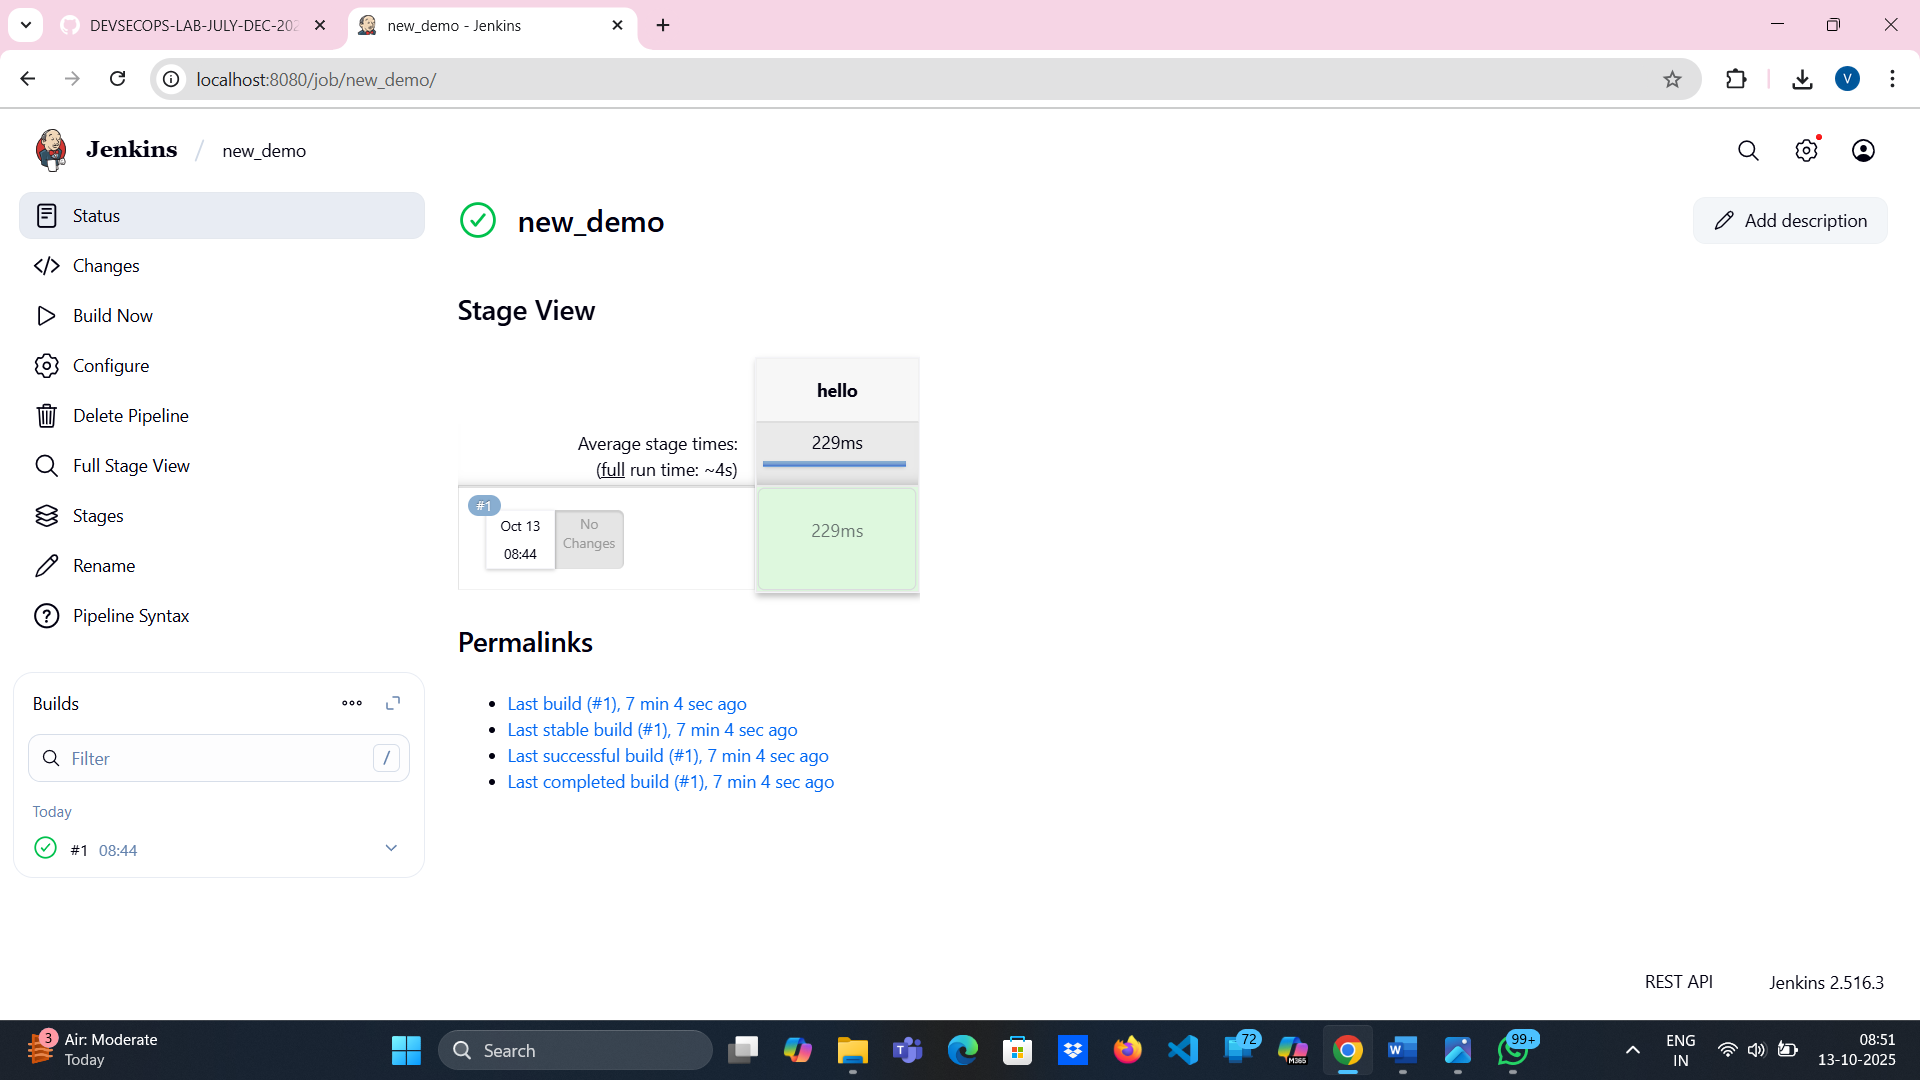 DEVSECOPS-LAB-JULY-DEC-202
new_demo - Jenkins
localhost:8080/job/new_demo/
V
Jenkins / new_demo
Status
Changes
Build Now
Configure
Delete Pipeline
Full Stage View
Stages
Rename
Pipeline Syntax
Builds
Filter /
Today
#1 08:44
new_demo
Add description
Stage View
hello
Average stage times:
(full run time: ~4s)
229ms
#1
Oct 13
08:44
No
Changes
229ms
Permalinks
Last build (#1), 7 min 4 sec ago
Last stable build (#1), 7 min 4 sec ago
Last successful build (#1), 7 min 4 sec ago
Last completed build (#1), 7 min 4 sec ago
REST API Jenkins 2.516.3
3
Air: Moderate
Today
Search
72
M365
99+
ENG
IN
08:51
13-10-2025